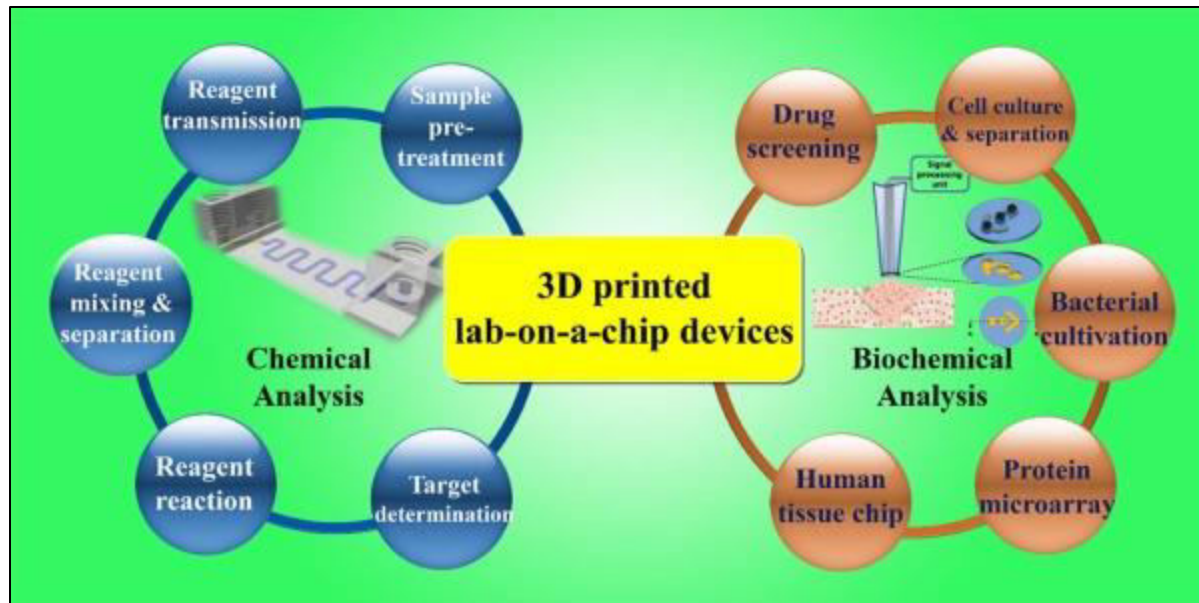 Reagent
transmission
Sample
pre-
treatment
Reagent
mixing &
separation
Chemical
Analysis
Reagent
reaction
Target
determination
3D printed
lab-on-a-chip devices
Drug
screening
Cell culture
& separation
Signal
processing
unit
Bacterial
cultivation
Biochemical
Analysis
Human
tissue chip
Protein
microarray